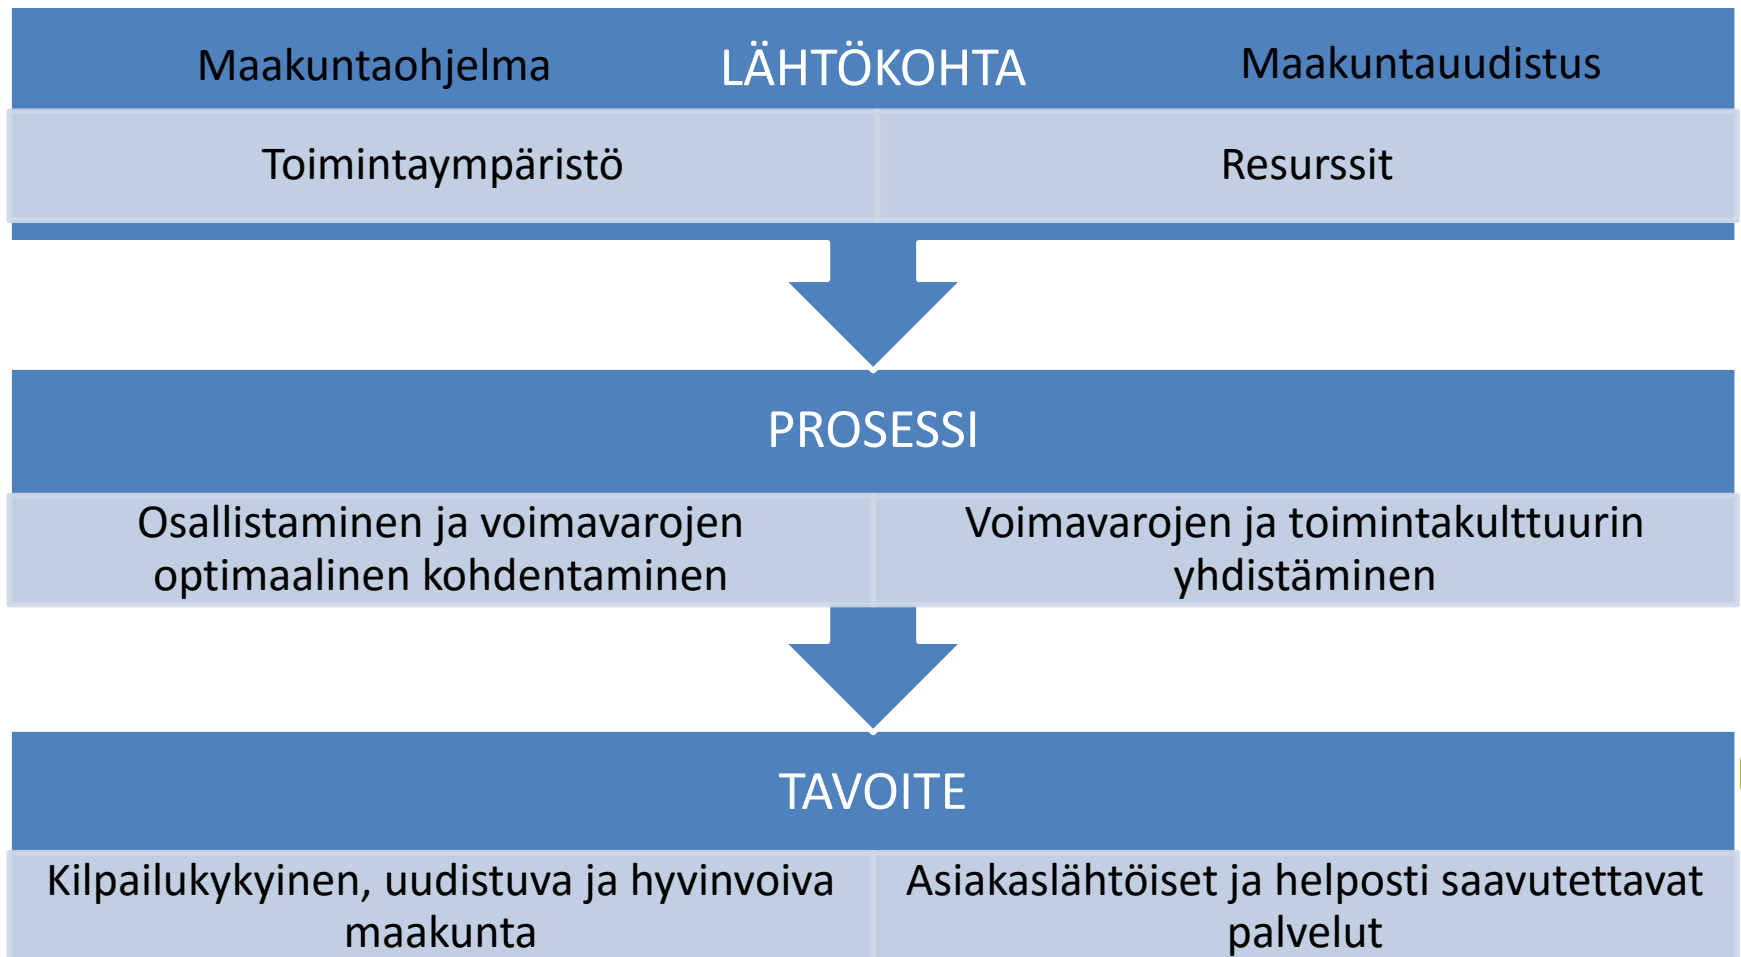 Maakuntaohjelma LÄHTÖKOHTA Maakuntauudistus
Toimintaympäristö
Resurssit
PROSESSI
Osallistaminen ja voimavarojen
optimaalinen kohdentaminen
Voimavarojen ja toimintakulttuurin
yhdistäminen
TAVOITE
Kilpailukykyinen, uudistuva ja hyvinvoiva
maakunta
Asiakaslähtöiset ja helposti saavutettavat
palvelut